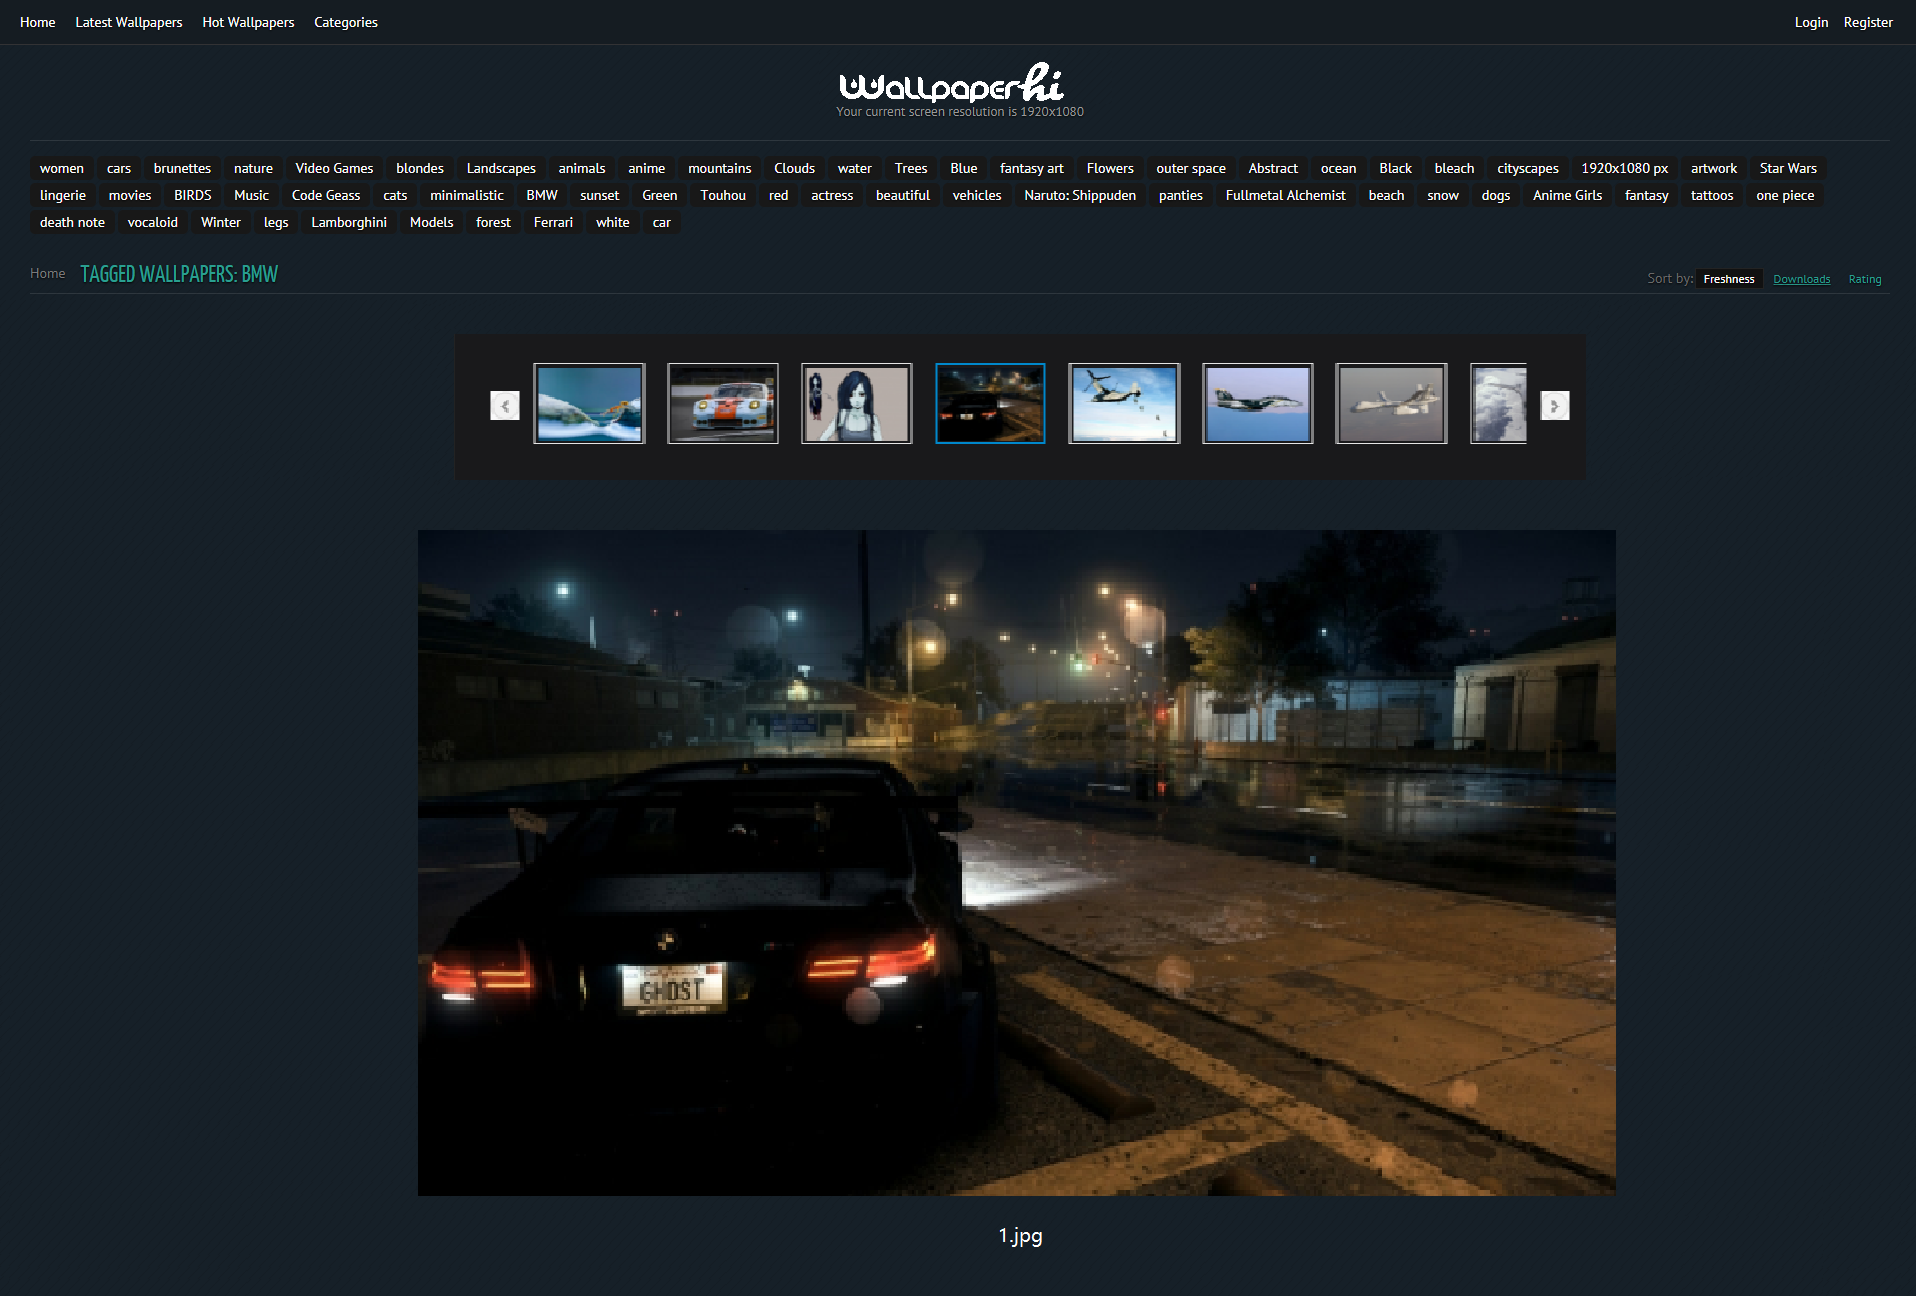 Home Latest Wallpapers Hot Wallpapers Categories Login Register
Wallpaperhi
Your current screen resolution is 1920x1080
women cars brunettes nature Video Games blondes Landscapes animals anime mountains Clouds water Trees Blue fantasy art Flowers outer space Abstract ocean Black bleach cityscapes 1920x1080 px artwork Star Wars
lingerie movies BIRDS Music Code Geass cats minimalistic BMW sunset Green Touhou red actress beautiful vehicles Naruto: Shippuden panties Fullmetal Alchemist beach snow dogs Anime Girls fantasy tattoos one piece
death note vocaloid Winter legs Lamborghini Models forest Ferrari white car
Home TAGGED WALLPAPERS: BMW Sort by: Freshness Downloads Rating
GHOST
1.jpg